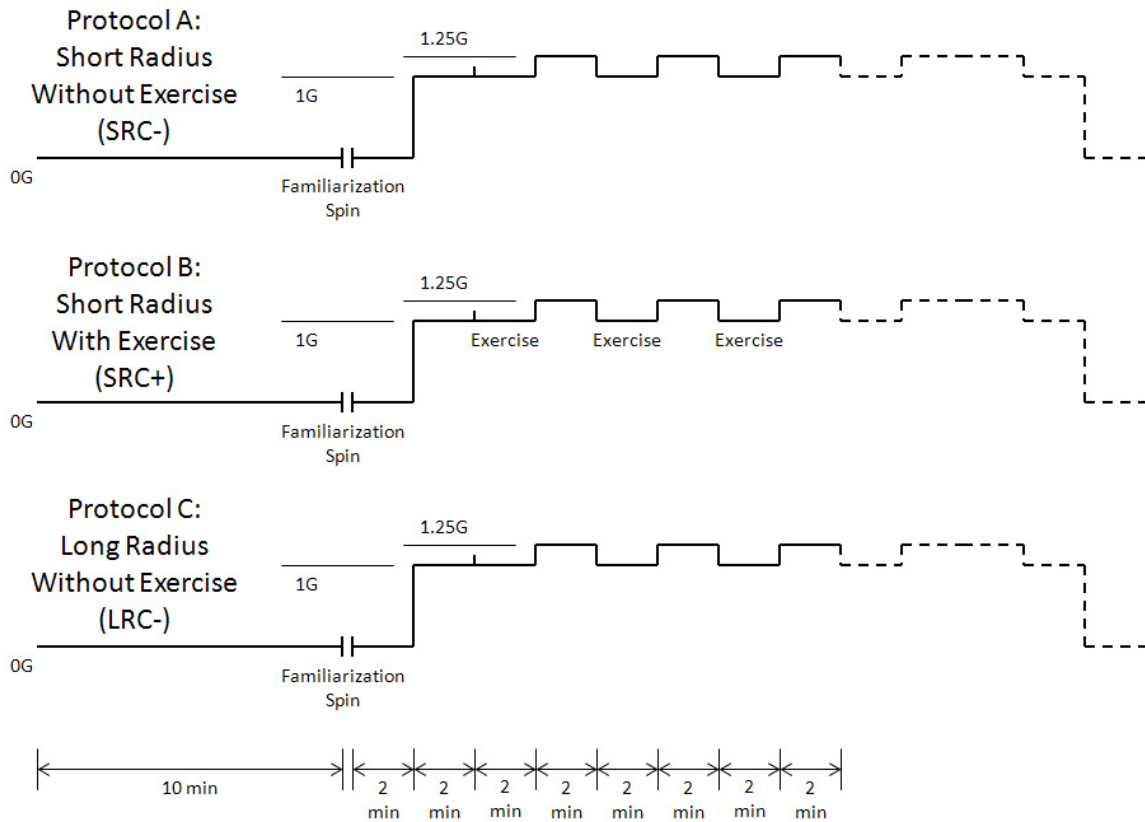 Protocol A:
Short Radius
Without Exercise
(SRC-)
1.25G
1G
0G
Familiarization
Spin
Protocol B:
Short Radius
With Exercise
(SRC+)
1.25G
1G
Exercise Exercise Exercise
0G
Familiarization
Spin
Protocol C:
Long Radius
Without Exercise
(LRC-)
1.25G
1G
0G
Familiarization
Spin
10 min
2
min
2
min
2
min
2
min
2
min
2
min
2
min
2
min